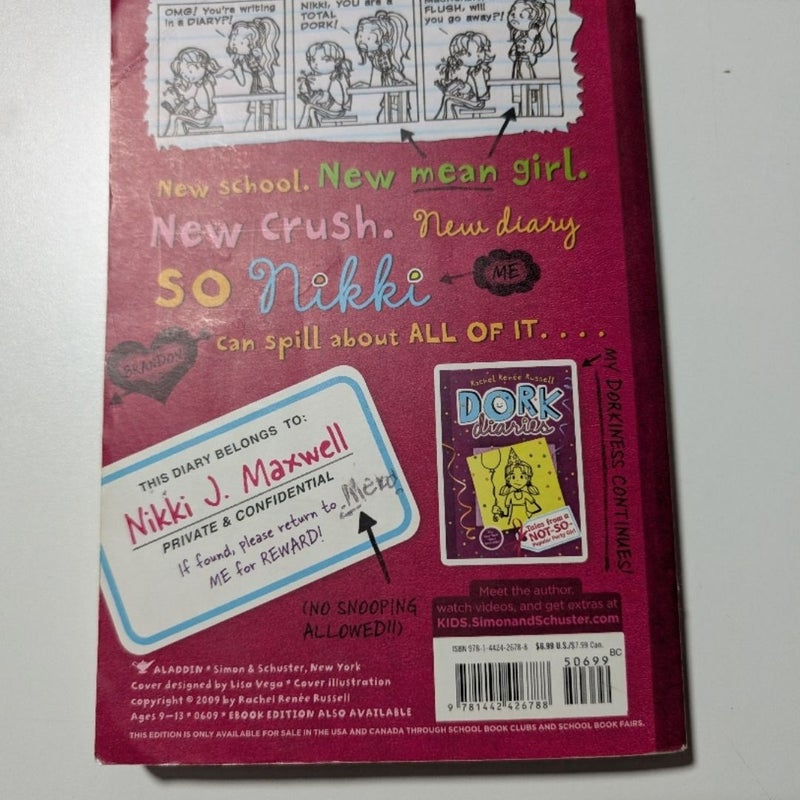 OMG! You're writing
in a DIARY?!
Nikki, YOU are a
TOTAL
DORK!
FLUSH, will
you go away?!
New school. New mean girl.
New crush. New diary
SO Nikki
ME
can spill about ALL OF IT. . . .
BRANDON
THIS DIARY BELONGS TO:
Nikki J. Maxwell
PRIVATE & CONFIDENTIAL
If found, please return to
ME for REWARD!
(NO SNOOPING
ALLOWED!!)
MY DORKINESS CONTINUES!
Rachel Renée Russell
DORK
diaries
Tales from a
NOT-SO-
Popular Party Girl
Meet the author,
watch videos, and get extras at
KIDS.SimonandSchuster.com
ISBN 978-1-4424-2678-8 $6.99 U.S./$7.99 Can.
50699
BC
9 781442 426788
ALADDIN * Simon & Schuster, New York
Cover designed by Lisa Vega * Cover illustration
copyright © 2009 by Rachel Renée Russell
Ages 9–13 * 0609 * EBOOK EDITION ALSO AVAILABLE
THIS EDITION IS ONLY AVAILABLE FOR SALE IN THE USA AND CANADA THROUGH SCHOOL BOOK CLUBS AND SCHOOL BOOK FAIRS.